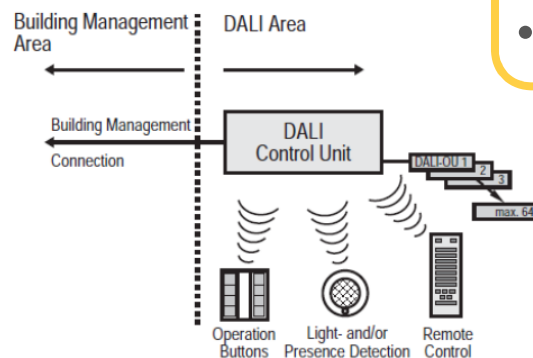 Building Management
Area
DALI Area
Building Management
Connection
DALI
Control Unit
DALI-OU 1
2
3
max. 64
Operation
Buttons
Light- and/or
Presence Detection
Remote
Control